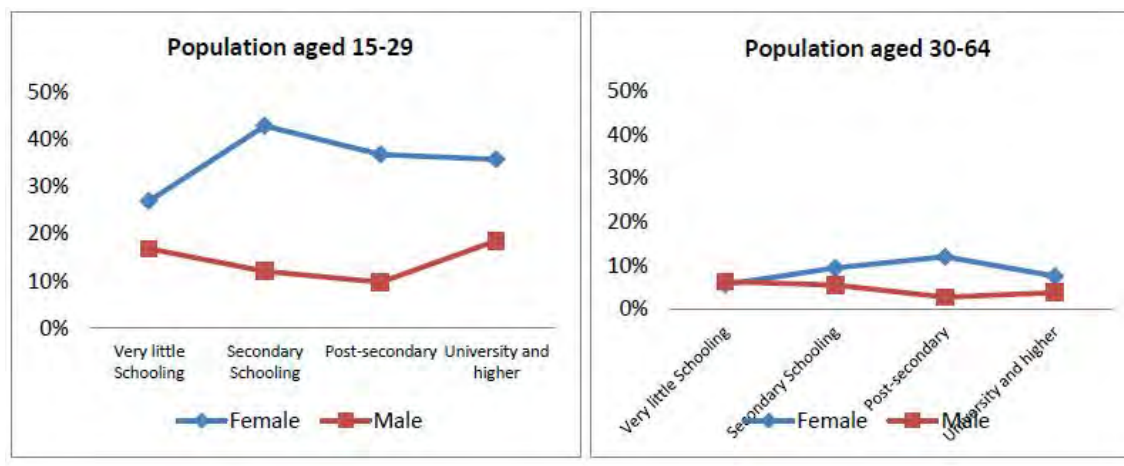 Population aged 15-29
50%
40%
30%
20%
10%
0%
Very little
Schooling
Secondary
Schooling
Post-secondary
University and
higher
Female
Male
Population aged 30-64
50%
40%
30%
20%
10%
0%
Very little Schooling
Secondary Schooling
Post-secondary
University and higher
Female
Male